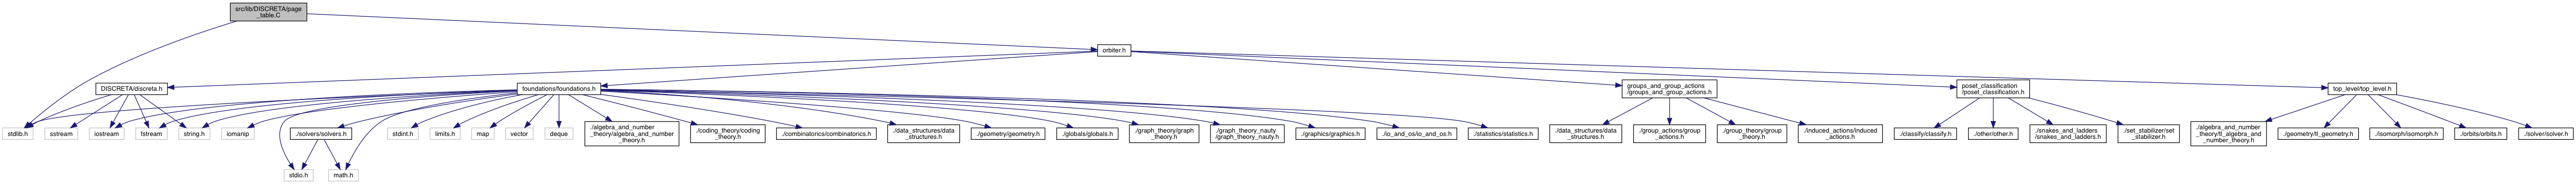 src/lib/DISCRETA/page
_table.C
orbiter.h
DISCRETA/discreta.h
foundations/foundations.h
groups_and_group_actions
/groups_and_group_actions.h
poset_classification
/poset_classification.h
top_level/top_level.h
stdlib.h
sstream
iostream
fstream
string.h
iomanip
./solvers/solvers.h
stdint.h
limits.h
map
vector
deque
./algebra_and_number
_theory/algebra_and_number
_theory.h
./coding_theory/coding
_theory.h
./combinatorics/combinatorics.h
./data_structures/data
_structures.h
./geometry/geometry.h
./globals/globals.h
./graph_theory/graph
_theory.h
./graph_theory_nauty
/graph_theory_nauty.h
./graphics/graphics.h
./io_and_os/io_and_os.h
./statistics/statistics.h
./data_structures/data
_structures.h
./group_actions/group
_actions.h
./group_theory/group
_theory.h
./induced_actions/induced
_actions.h
./classify/classify.h
./other/other.h
./snakes_and_ladders
/snakes_and_ladders.h
./set_stabilizer/set
_stabilizer.h
./algebra_and_number
_theory/tl_algebra_and
_number_theory.h
./geometry/tl_geometry.h
./isomorph/isomorph.h
./orbits/orbits.h
./solver/solver.h
stdio.h
math.h